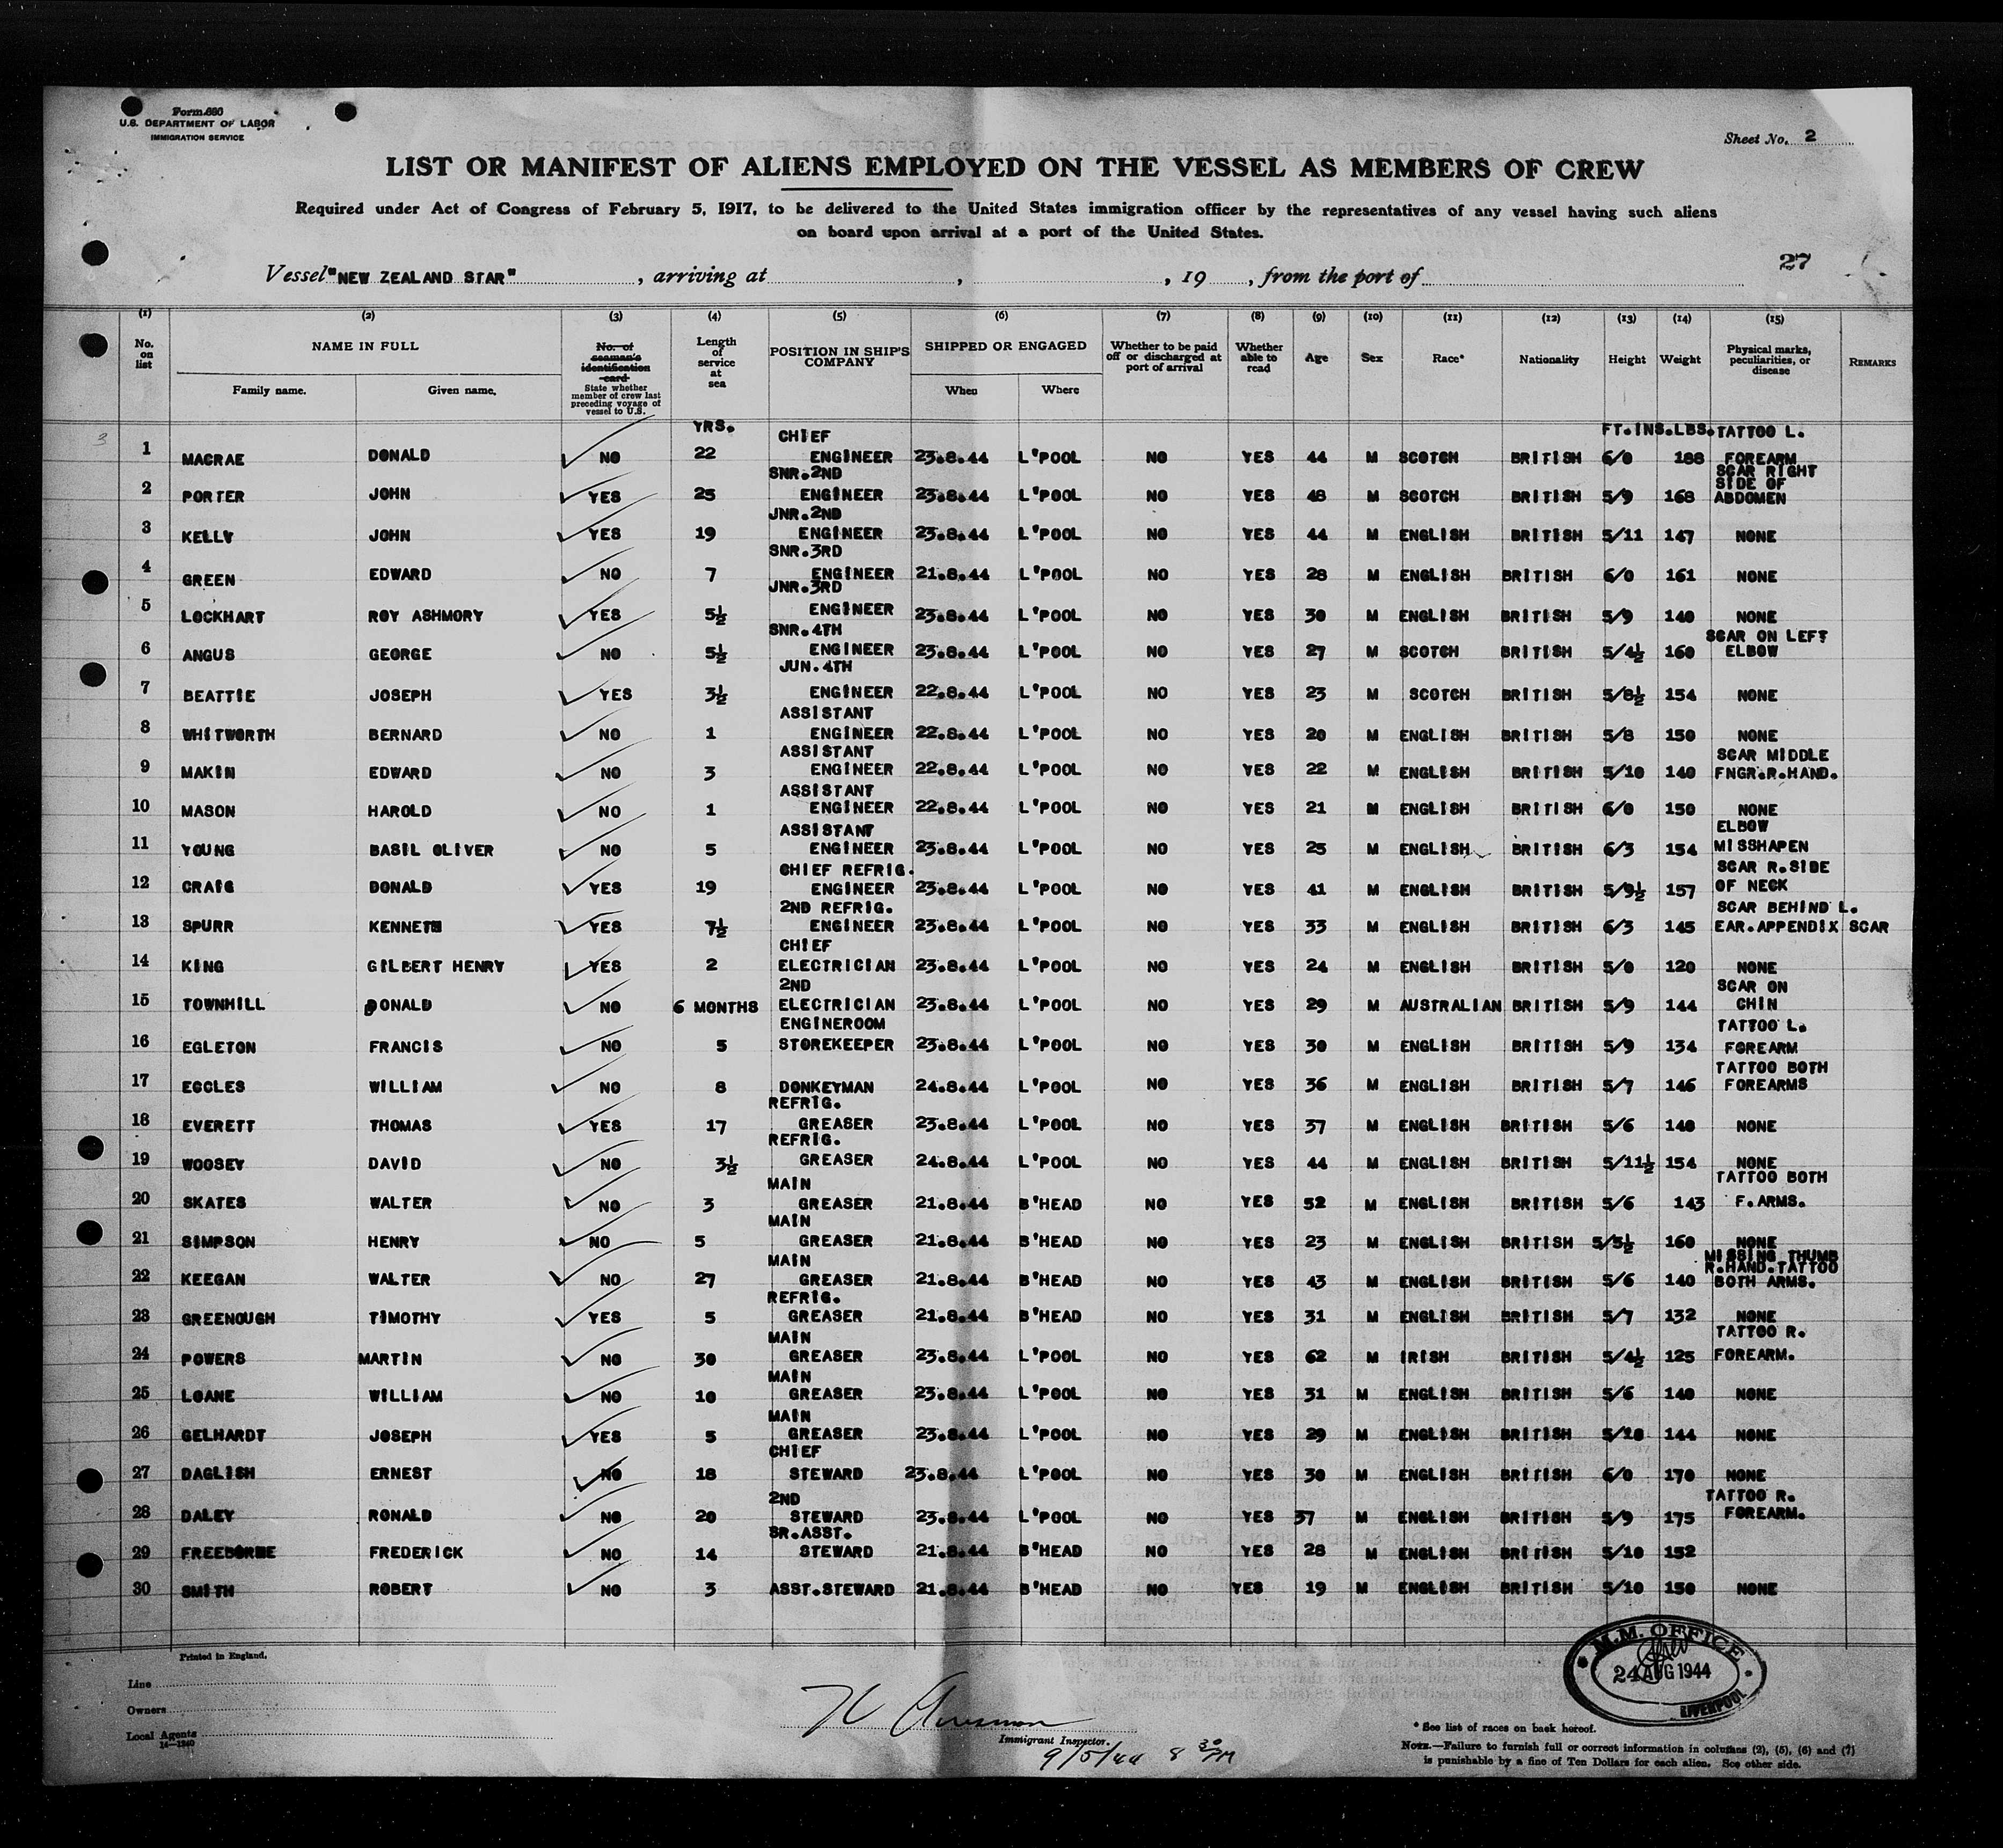 Form 680
U.S. DEPARTMENT OF LABOR
IMMIGRATION SERVICE
Sheet No. 2
LIST OR MANIFEST OF ALIENS EMPLOYED ON THE VESSEL AS MEMBERS OF CREW
Required under Act of Congress of February 5, 1917, to be delivered to the United States immigration officer by the representatives of any vessel having such aliens
on board upon arrival at a port of the United States.
27
Vessel "NEW ZEALAND STAR" , arriving at , , 19 , from the port of
(1) (2) (3) (4) (5) (6) (7) (8) (9) (10) (11) (12) (13) (14) (15)
No. on list NAME IN FULL Family name. Given name. No. of seaman's identification card State whether member of crew last preceding voyage of vessel to U.S. Length of service at sea POSITION IN SHIP'S COMPANY SHIPPED OR ENGAGED When Where Whether to be paid off or discharged at port of arrival Whether able to read Age Sex Race* Nationality Height Weight Physical marks, peculiarities, or disease REMARKS
3
YRS. FT.INS.LBS.
1 MACRAE DONALD NO 22 CHIEF ENGINEER 23.8.44 L'POOL NO YES 44 M SCOTCH BRITISH 6/0 188 TATTOO L. FOREARM
2 PORTER JOHN YES 25 SNR.2ND ENGINEER 23.8.44 L'POOL NO YES 48 M SCOTCH BRITISH 5/9 168 SCAR RIGHT SIDE OF ABDOMEN
3 KELLY JOHN YES 19 JNR.2ND ENGINEER 23.8.44 L'POOL NO YES 44 M ENGLISH BRITISH 5/11 147 NONE
4 GREEN EDWARD NO 7 SNR.3RD ENGINEER 21.8.44 L'POOL NO YES 28 M ENGLISH BRITISH 6/0 161 NONE
5 LOCKHART ROY ASHMORY YES 5½ JNR.3RD ENGINEER 23.8.44 L'POOL NO YES 30 M ENGLISH BRITISH 5/9 140 NONE
6 ANGUS GEORGE NO 5½ SNR.4TH ENGINEER 23.8.44 L'POOL NO YES 27 M SCOTCH BRITISH 5/4½ 160 SCAR ON LEFT ELBOW
7 BEATTIE JOSEPH YES 3½ JUN.4TH ENGINEER 22.8.44 L'POOL NO YES 23 M SCOTCH BRITISH 5/8½ 154 NONE
8 WHITWORTH BERNARD NO 1 ASSISTANT ENGINEER 22.8.44 L'POOL NO YES 20 M ENGLISH BRITISH 5/8 150 NONE
9 MAKIN EDWARD NO 3 ASSISTANT ENGINEER 22.8.44 L'POOL NO YES 22 M ENGLISH BRITISH 5/10 140 SCAR MIDDLE FNGR.R.HAND.
10 MASON HAROLD NO 1 ASSISTANT ENGINEER 22.8.44 L'POOL NO YES 21 M ENGLISH BRITISH 6/0 150 NONE
11 YOUNG BASIL OLIVER NO 5 ASSISTANT ENGINEER 23.8.44 L'POOL NO YES 25 M ENGLISH BRITISH 6/3 154 ELBOW MISSHAPEN
12 CRAIG DONALD YES 19 CHIEF REFRIG. ENGINEER 23.8.44 L'POOL NO YES 41 M ENGLISH BRITISH 5/9½ 157 SCAR R.SIDE OF NECK
13 SPURR KENNETH YES 7½ 2ND REFRIG. ENGINEER 23.8.44 L'POOL NO YES 33 M ENGLISH BRITISH 6/3 145 SCAR BEHIND L. EAR.APPENDIX SCAR
14 KING GILBERT HENRY YES 2 CHIEF ELECTRICIAN 23.8.44 L'POOL NO YES 24 M ENGLISH BRITISH 5/0 120 NONE
15 TOWNHILL DONALD NO 6 MONTHS 2ND ELECTRICIAN 23.8.44 L'POOL NO YES 29 M AUSTRALIAN BRITISH 5/9 144 SCAR ON CHIN
16 EGLETON FRANCIS NO 5 ENGINEROOM STOREKEEPER 23.8.44 L'POOL NO YES 30 M ENGLISH BRITISH 5/9 134 TATTOO L. FOREARM
17 ECCLES WILLIAM NO 8 DONKEYMAN 24.8.44 L'POOL NO YES 36 M ENGLISH BRITISH 5/7 146 TATTOO BOTH FOREARMS
18 EVERETT THOMAS YES 17 REFRIG. GREASER 23.8.44 L'POOL NO YES 37 M ENGLISH BRITISH 5/6 140 NONE
19 WOOSEY DAVID NO 3½ REFRIG. GREASER 24.8.44 L'POOL NO YES 44 M ENGLISH BRITISH 5/11½ 154 NONE
20 SKATES WALTER NO 3 MAIN GREASER 21.8.44 B'HEAD NO YES 52 M ENGLISH BRITISH 5/6 143 TATTOO BOTH F.ARMS.
21 SIMPSON HENRY NO 5 MAIN GREASER 21.8.44 B'HEAD NO YES 23 M ENGLISH BRITISH 5/3½ 160 NONE
22 KEEGAN WALTER NO 27 MAIN GREASER 21.8.44 B'HEAD NO YES 43 M ENGLISH BRITISH 5/6 140 MISSING THUMB R.HAND.TATTOO BOTH ARMS.
23 GREENOUGH TIMOTHY YES 5 REFRIG. GREASER 21.8.44 B'HEAD NO YES 31 M ENGLISH BRITISH 5/7 132 NONE
24 POWERS MARTIN NO 30 MAIN GREASER 23.8.44 L'POOL NO YES 62 M IRISH BRITISH 5/4½ 125 TATTOO R. FOREARM.
25 LOANE WILLIAM NO 10 MAIN GREASER 23.8.44 L'POOL NO YES 31 M ENGLISH BRITISH 5/6 140 NONE
26 GELHARDT JOSEPH YES 5 MAIN GREASER 23.8.44 L'POOL NO YES 29 M ENGLISH BRITISH 5/10 144 NONE
27 DAGLISH ERNEST NO 18 CHIEF STEWARD 23.8.44 L'POOL NO YES 30 M ENGLISH BRITISH 6/0 170 NONE
28 DALEY RONALD NO 20 2ND STEWARD 23.8.44 L'POOL NO YES 37 M ENGLISH BRITISH 5/9 175 TATTOO R. FOREARM.
29 FREEBORNE FREDERICK NO 14 SR.ASST. STEWARD 21.8.44 B'HEAD NO YES 28 M ENGLISH BRITISH 5/10 152
30 SMITH ROBERT NO 3 ASST.STEWARD 21.8.44 B'HEAD NO YES 19 M ENGLISH BRITISH 5/10 150 NONE
Printed in England.
Line
Owners
Local Agents
14—1240
Immigrant Inspector.
9/5/44 8 30 PM
M.M. OFFICE
24 AUG 1944
LIVERPOOL
* See list of races on back hereof.
NOTE.—Failure to furnish full or correct information in columns (2), (5), (6) and (7)
is punishable by a fine of Ten Dollars for each alien. See other side.